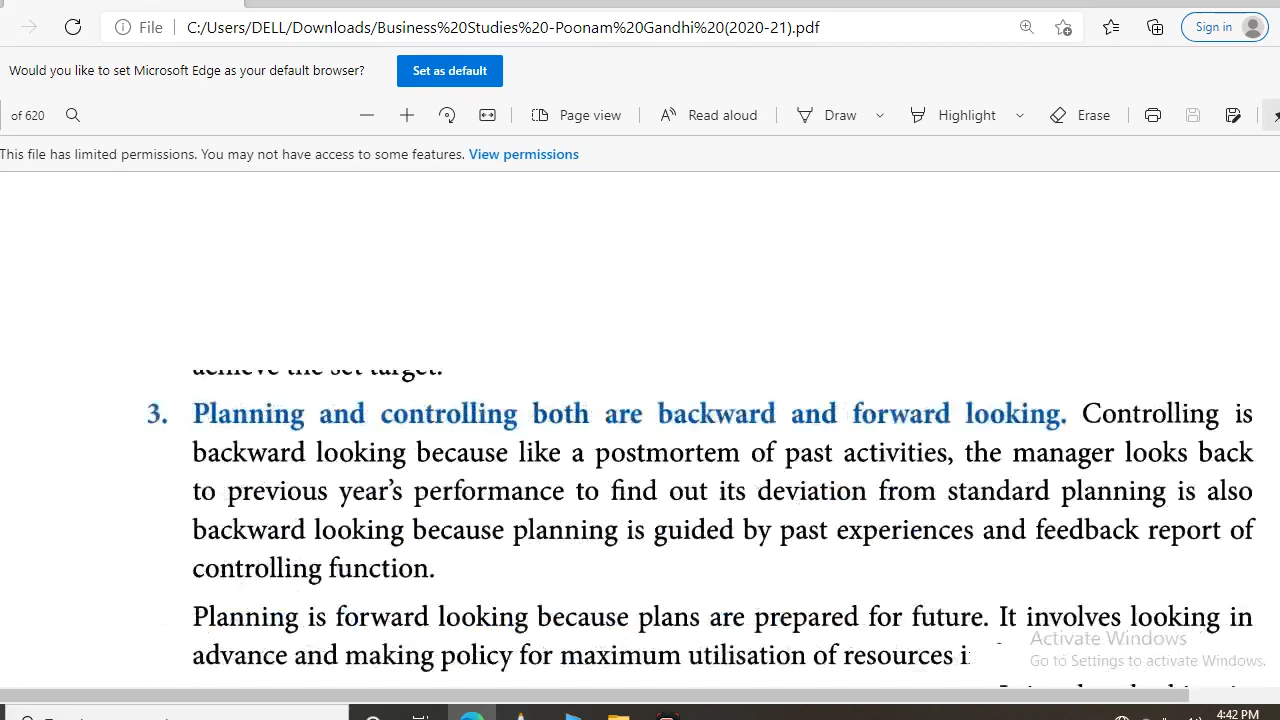 File C:/Users/DELL/Downloads/Business%20Studies%20-Poonam%20Gandhi%20(2020-21).pdf Sign in
Would you like to set Microsoft Edge as your default browser? Set as default
of 620 Page view Read aloud Draw Highlight Erase
This file has limited permissions. You may not have access to some features. View permissions
achieve the set target.
3. Planning and controlling both are backward and forward looking. Controlling is
backward looking because like a postmortem of past activities, the manager looks back
to previous year's performance to find out its deviation from standard planning is also
backward looking because planning is guided by past experiences and feedback report of
controlling function.
Planning is forward looking because plans are prepared for future. It involves looking in
advance and making policy for maximum utilisation of resources
Activate Windows
Go to Settings to activate Windows.
4:42 PM